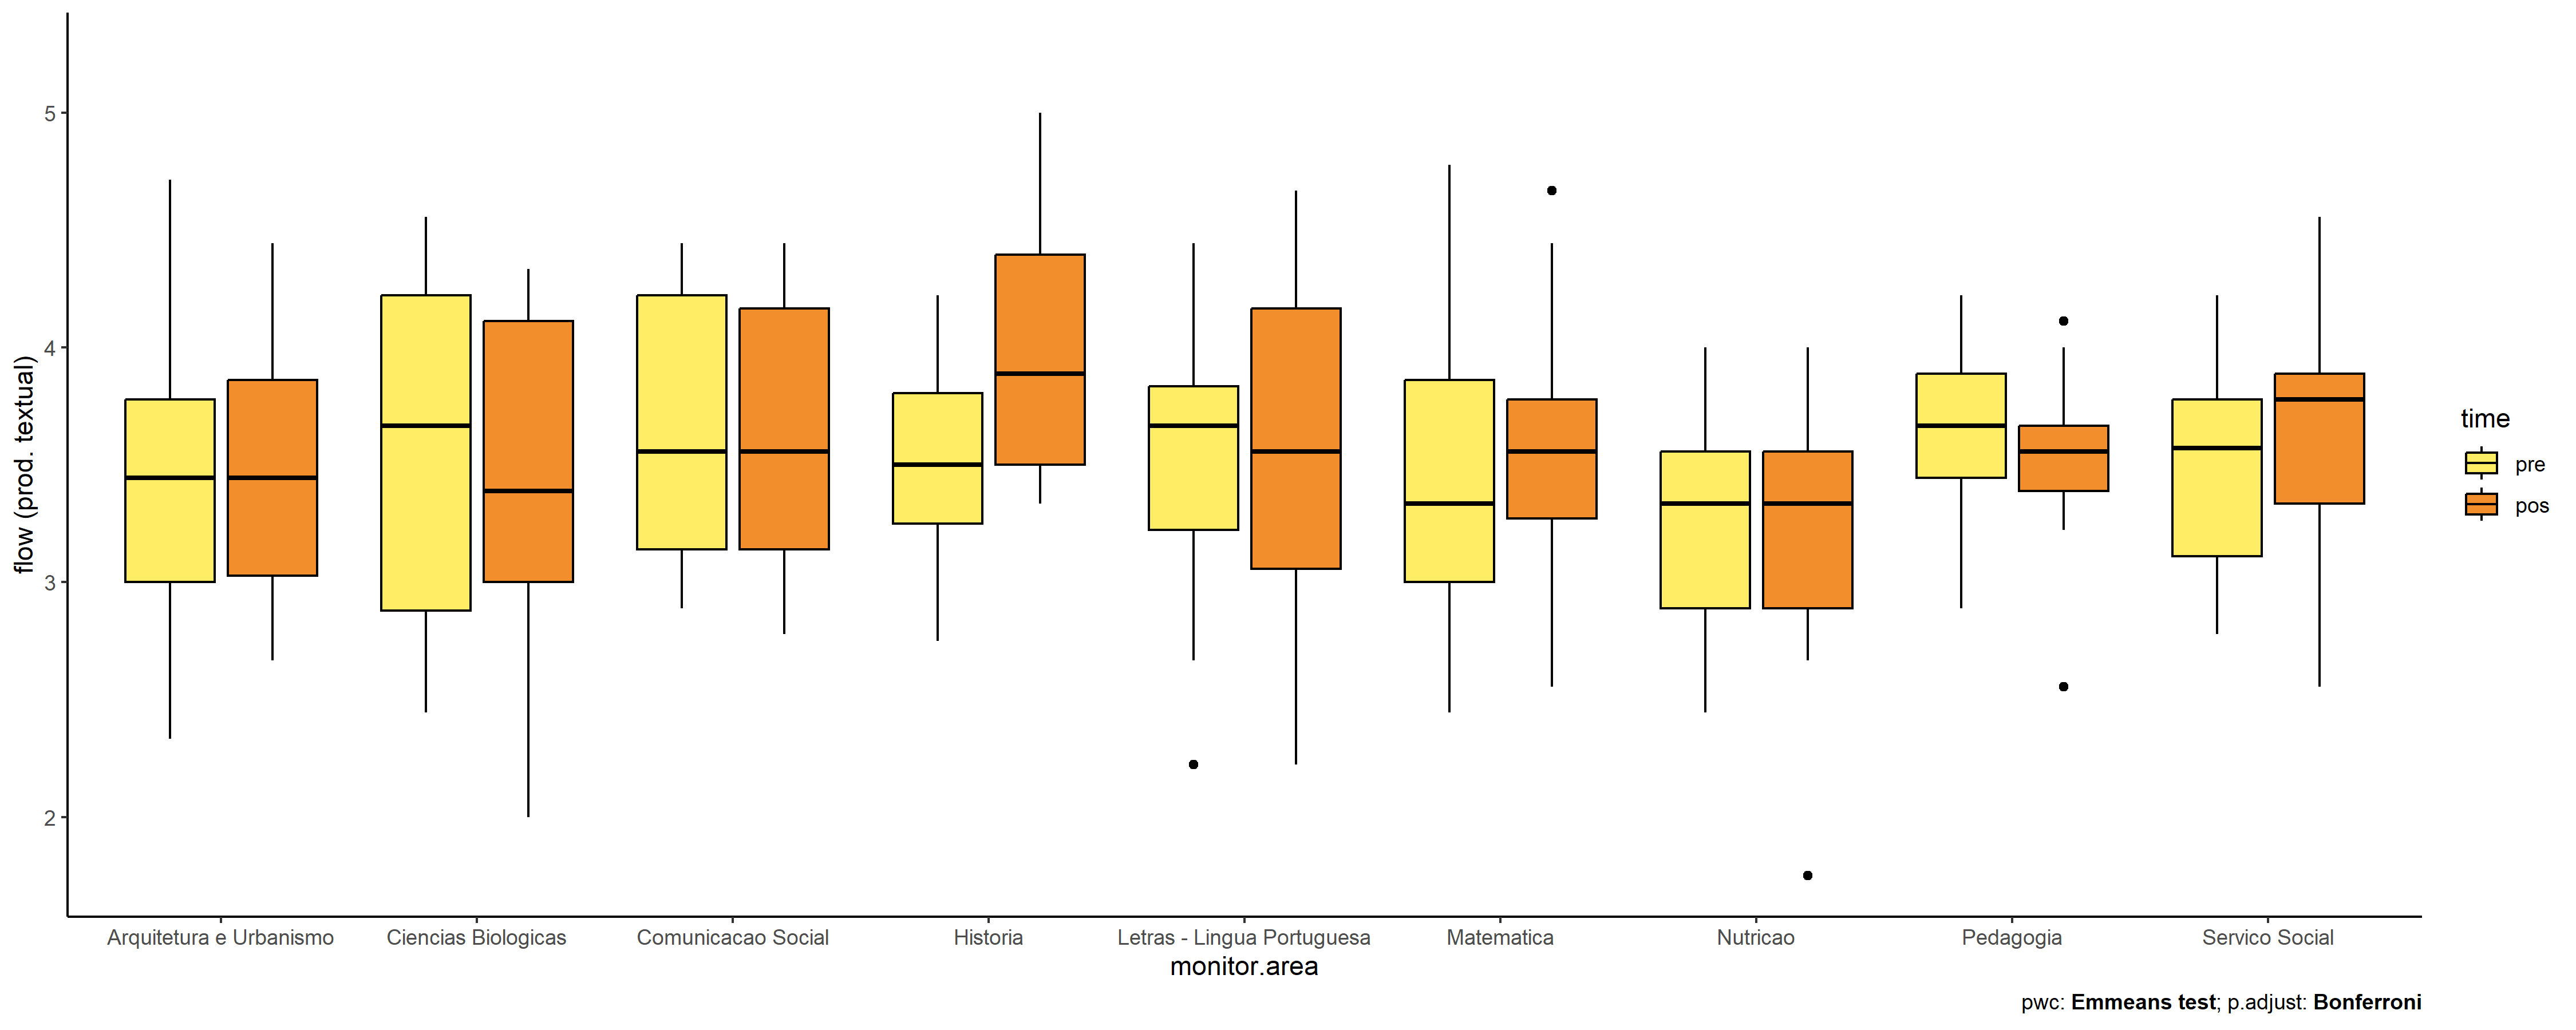 flow (prod. textual)
5
4
3
2
Arquitetura e Urbanismo
Ciencias Biologicas
Comunicacao Social
Historia
Letras - Lingua Portuguesa
Matematica
Nutricao
Pedagogia
Servico Social
monitor.area
time
pre
pos
pwc: Emmeans test; p.adjust: Bonferroni